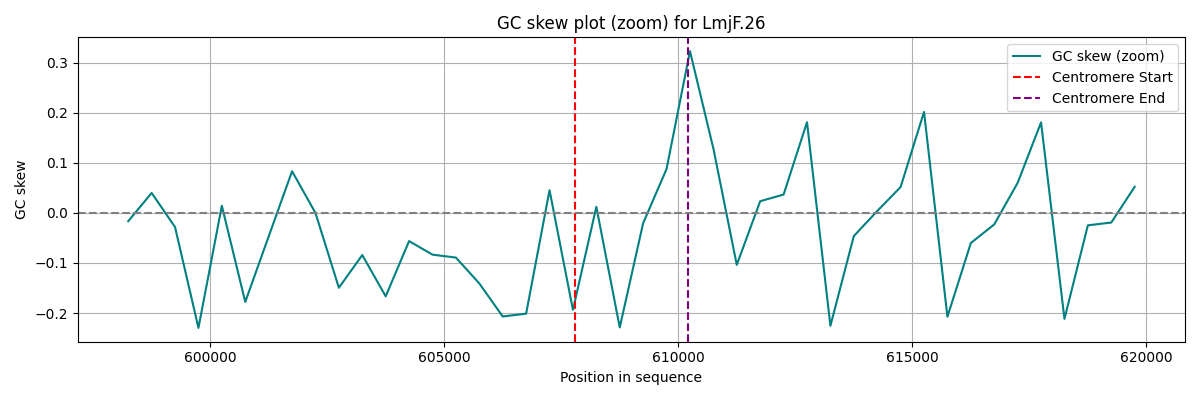 GC skew plot (zoom) for LmjF.26
GC skew (zoom)
Centromere Start
Centromere End
GC skew
0.3
0.2
0.1
0.0
−0.1
−0.2
600000
605000
610000
615000
620000
Position in sequence